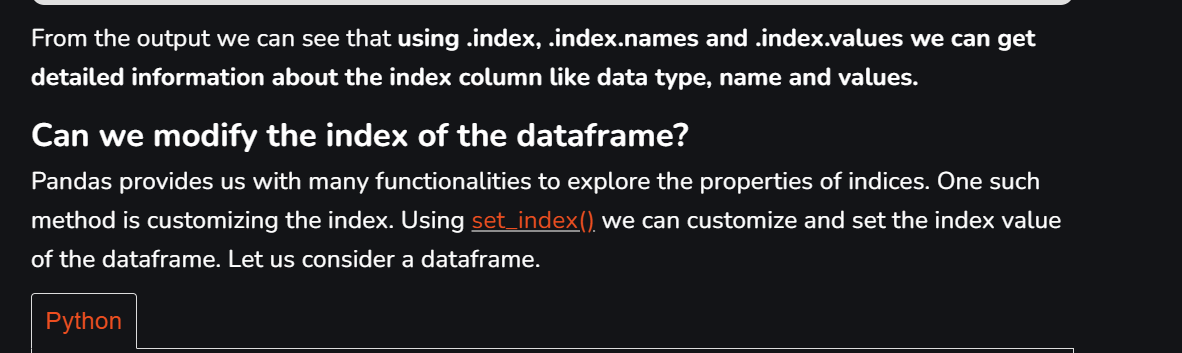 From the output we can see that using .index, .index.names and .index.values we can get
detailed information about the index column like data type, name and values.
Can we modify the index of the dataframe?
Pandas provides us with many functionalities to explore the properties of indices. One such
method is customizing the index. Using set_index() we can customize and set the index value
of the dataframe. Let us consider a dataframe.
Python